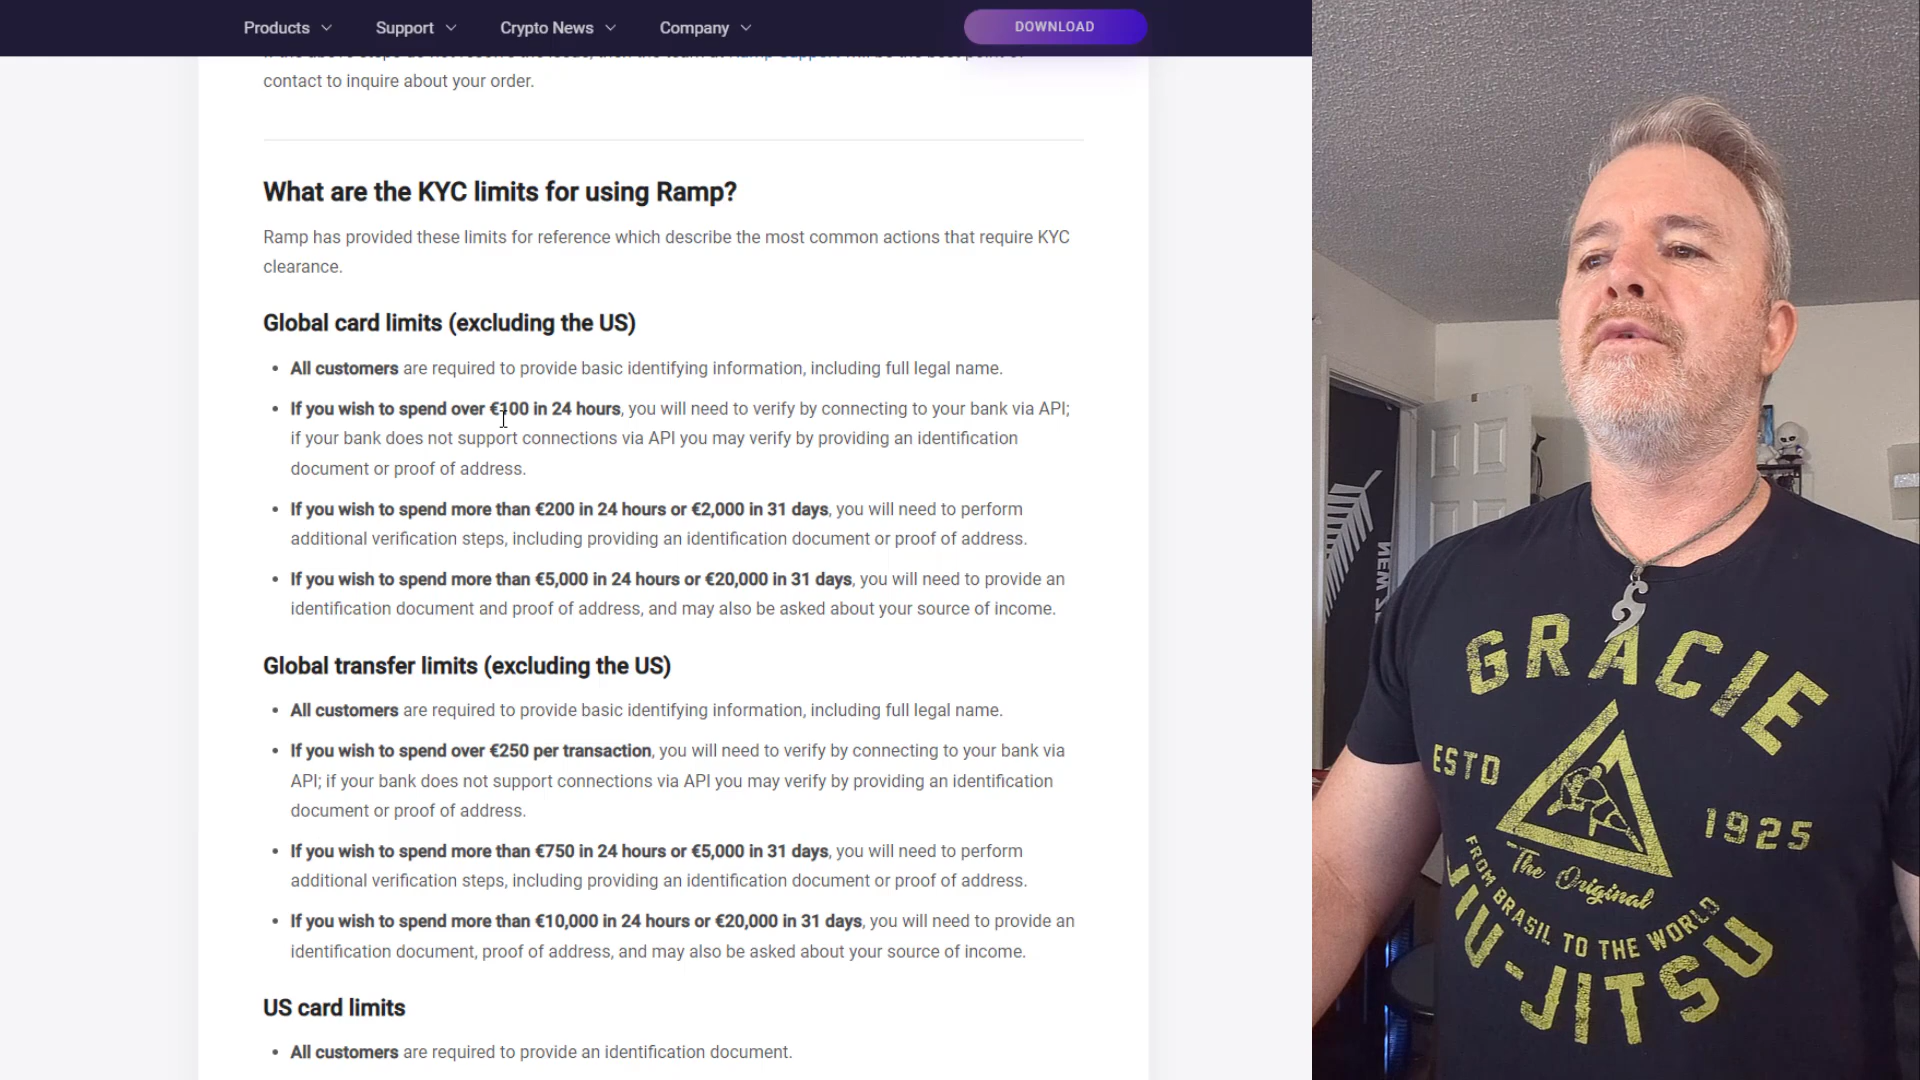 Products Support Crypto News Company DOWNLOAD
contact to inquire about your order.
What are the KYC limits for using Ramp?
Ramp has provided these limits for reference which describe the most common actions that require KYC
clearance.
Global card limits (excluding the US)
• All customers are required to provide basic identifying information, including full legal name.
• If you wish to spend over €100 in 24 hours, you will need to verify by connecting to your bank via API;
if your bank does not support connections via API you may verify by providing an identification
document or proof of address.
• If you wish to spend more than €200 in 24 hours or €2,000 in 31 days, you will need to perform
additional verification steps, including providing an identification document or proof of address.
• If you wish to spend more than €5,000 in 24 hours or €20,000 in 31 days, you will need to provide an
identification document and proof of address, and may also be asked about your source of income.
Global transfer limits (excluding the US)
• All customers are required to provide basic identifying information, including full legal name.
• If you wish to spend over €250 per transaction, you will need to verify by connecting to your bank via
API; if your bank does not support connections via API you may verify by providing an identification
document or proof of address.
• If you wish to spend more than €750 in 24 hours or €5,000 in 31 days, you will need to perform
additional verification steps, including providing an identification document or proof of address.
• If you wish to spend more than €10,000 in 24 hours or €20,000 in 31 days, you will need to provide an
identification document, proof of address, and may also be asked about your source of income.
US card limits
• All customers are required to provide an identification document.
NEW
GRACIE
ESTD 1925
The Original
FROM BRASIL TO THE WORLD
JIU-JITSU